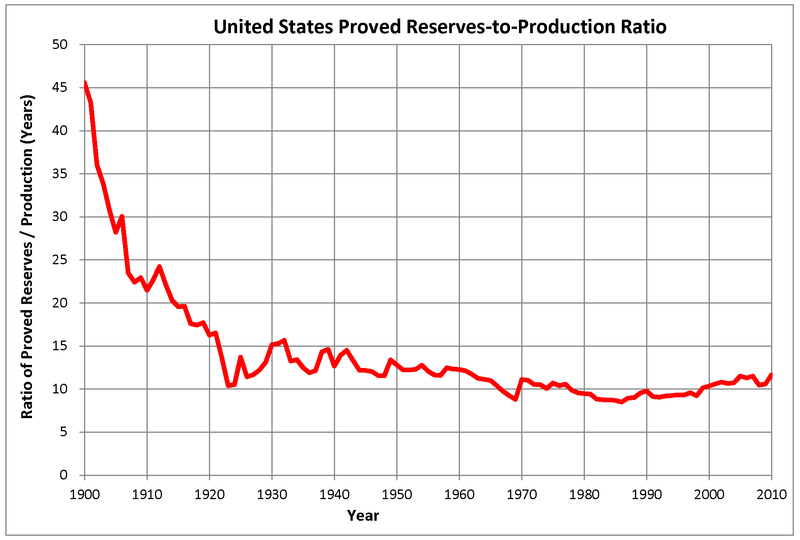 United States Proved Reserves-to-Production Ratio
Ratio of Proved Reserves / Production (Years)
50
45
40
35
30
25
20
15
10
5
0
1900 1910 1920 1930 1940 1950 1960 1970 1980 1990 2000 2010
Year